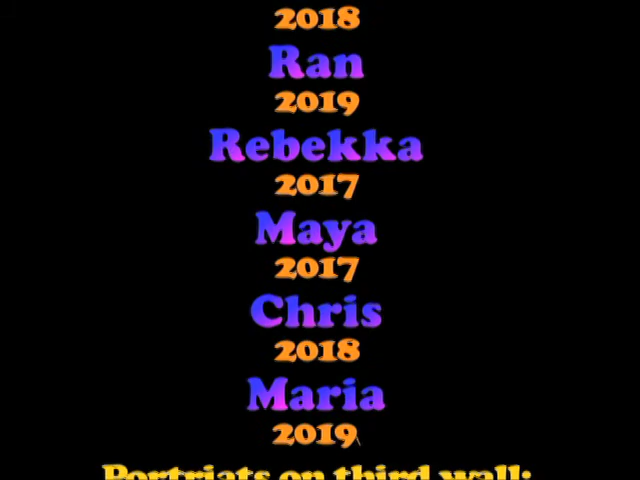 2018
Ran
2019
Rebekka
2017
Maya
2017
Chris
2018
Maria
2019
Portriats on third wall: